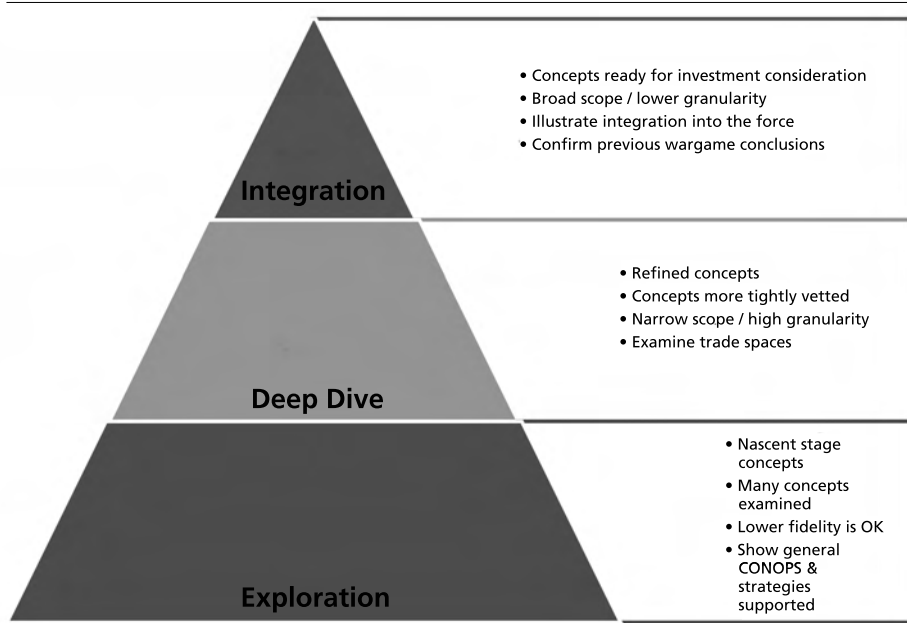 • Concepts ready for investment consideration
• Broad scope / lower granularity
• Illustrate integration into the force
• Confirm previous wargame conclusions
Integration
• Refined concepts
• Concepts more tightly vetted
• Narrow scope / high granularity
• Examine trade spaces
Deep Dive
• Nascent stage
concepts
• Many concepts
examined
• Lower fidelity is OK
• Show general
CONOPS &
strategies
supported
Exploration